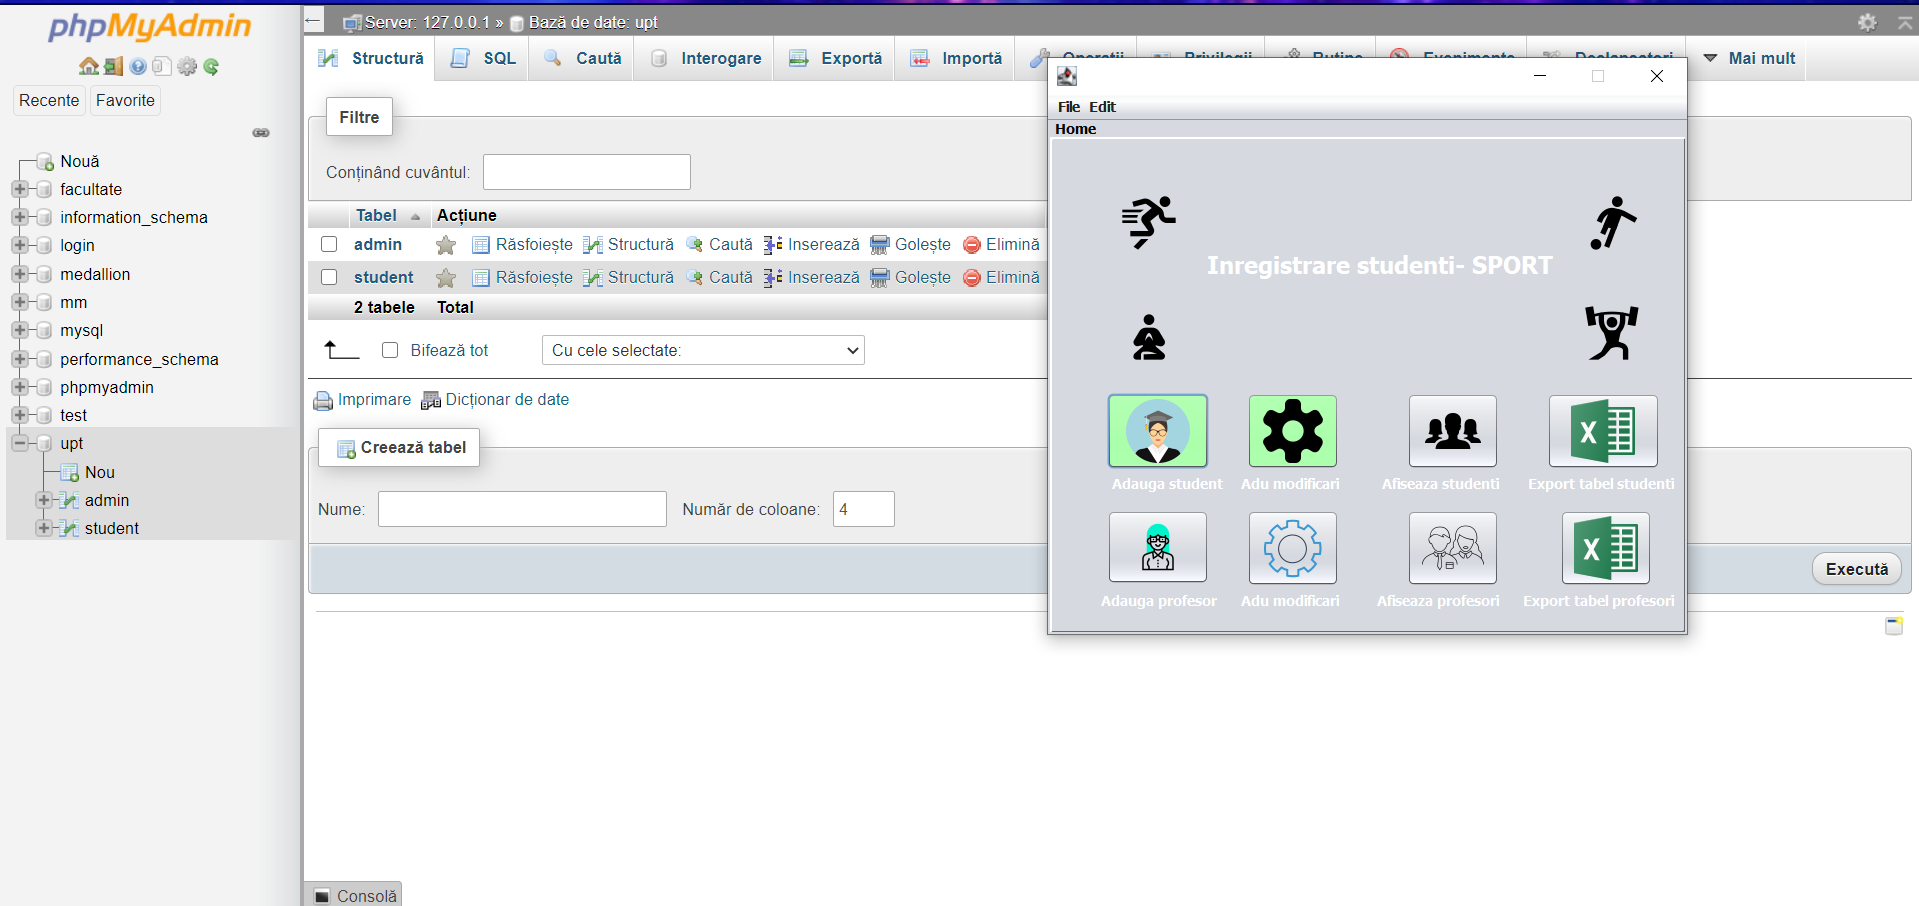 phpMyAdmin
Recente Favorite
Nouă
facultate
information_schema
login
medallion
mm
mysql
performance_schema
phpmyadmin
test
upt
Nou
admin
student
Server: 127.0.0.1 » Bază de date: upt
Structură SQL Caută Interogare Exportă Importă Operații Privilegii Rutine Evenimente Declanșatori Mai mult
Filtre
Conținând cuvântul:
Tabel Acțiune
admin Răsfoiește Structură Caută Inserează Golește Elimină
student Răsfoiește Structură Caută Inserează Golește Elimină
2 tabele Total
Bifează tot Cu cele selectate:
Imprimare Dicționar de date
Creează tabel
Nume: Număr de coloane: 4
Execută
Consolă
File Edit
Home
Inregistrare studenti- SPORT
Adauga student Adu modificari Afiseaza studenti Export tabel studenti
Adauga profesor Adu modificari Afiseaza profesori Export tabel profesori